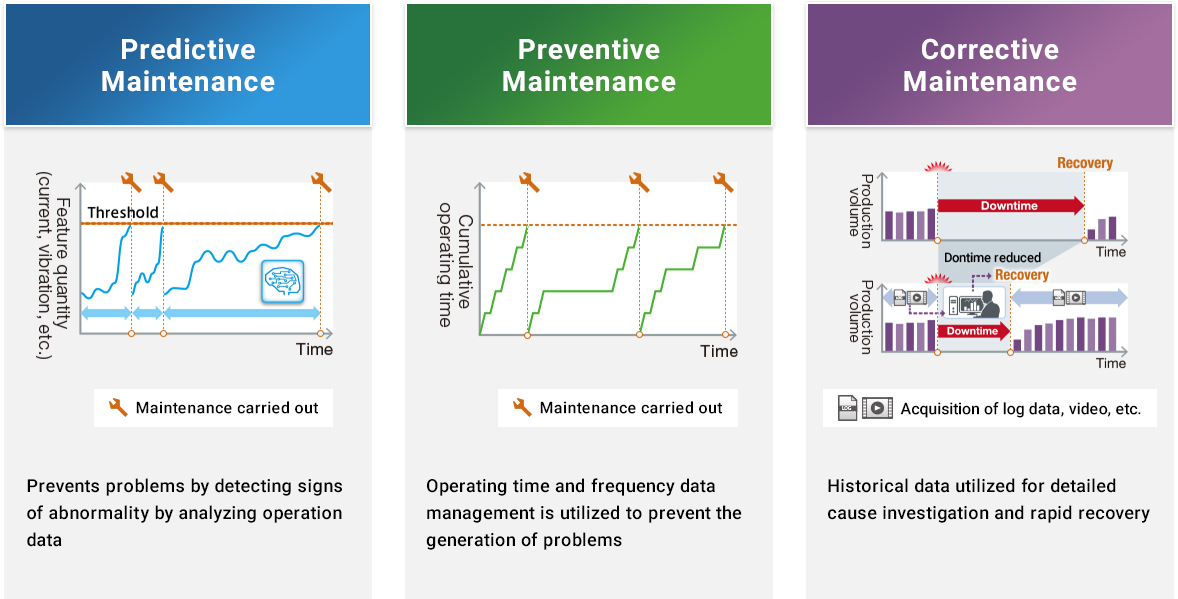 Predictive
Maintenance
Feature quantity
(current, vibration, etc.)
Threshold
Time
Maintenance carried out
Prevents problems by detecting signs
of abnormality by analyzing operation
data
Preventive
Maintenance
Cumulative
operating time
Time
Maintenance carried out
Operating time and frequency data
management is utilized to prevent the
generation of problems
Corrective
Maintenance
Recovery
Production
volume
Downtime
Time
Dontime reduced
Recovery
Production
volume
LOG
LOG
Downtime
Time
LOG
Acquisition of log data, video, etc.
Historical data utilized for detailed
cause investigation and rapid recovery